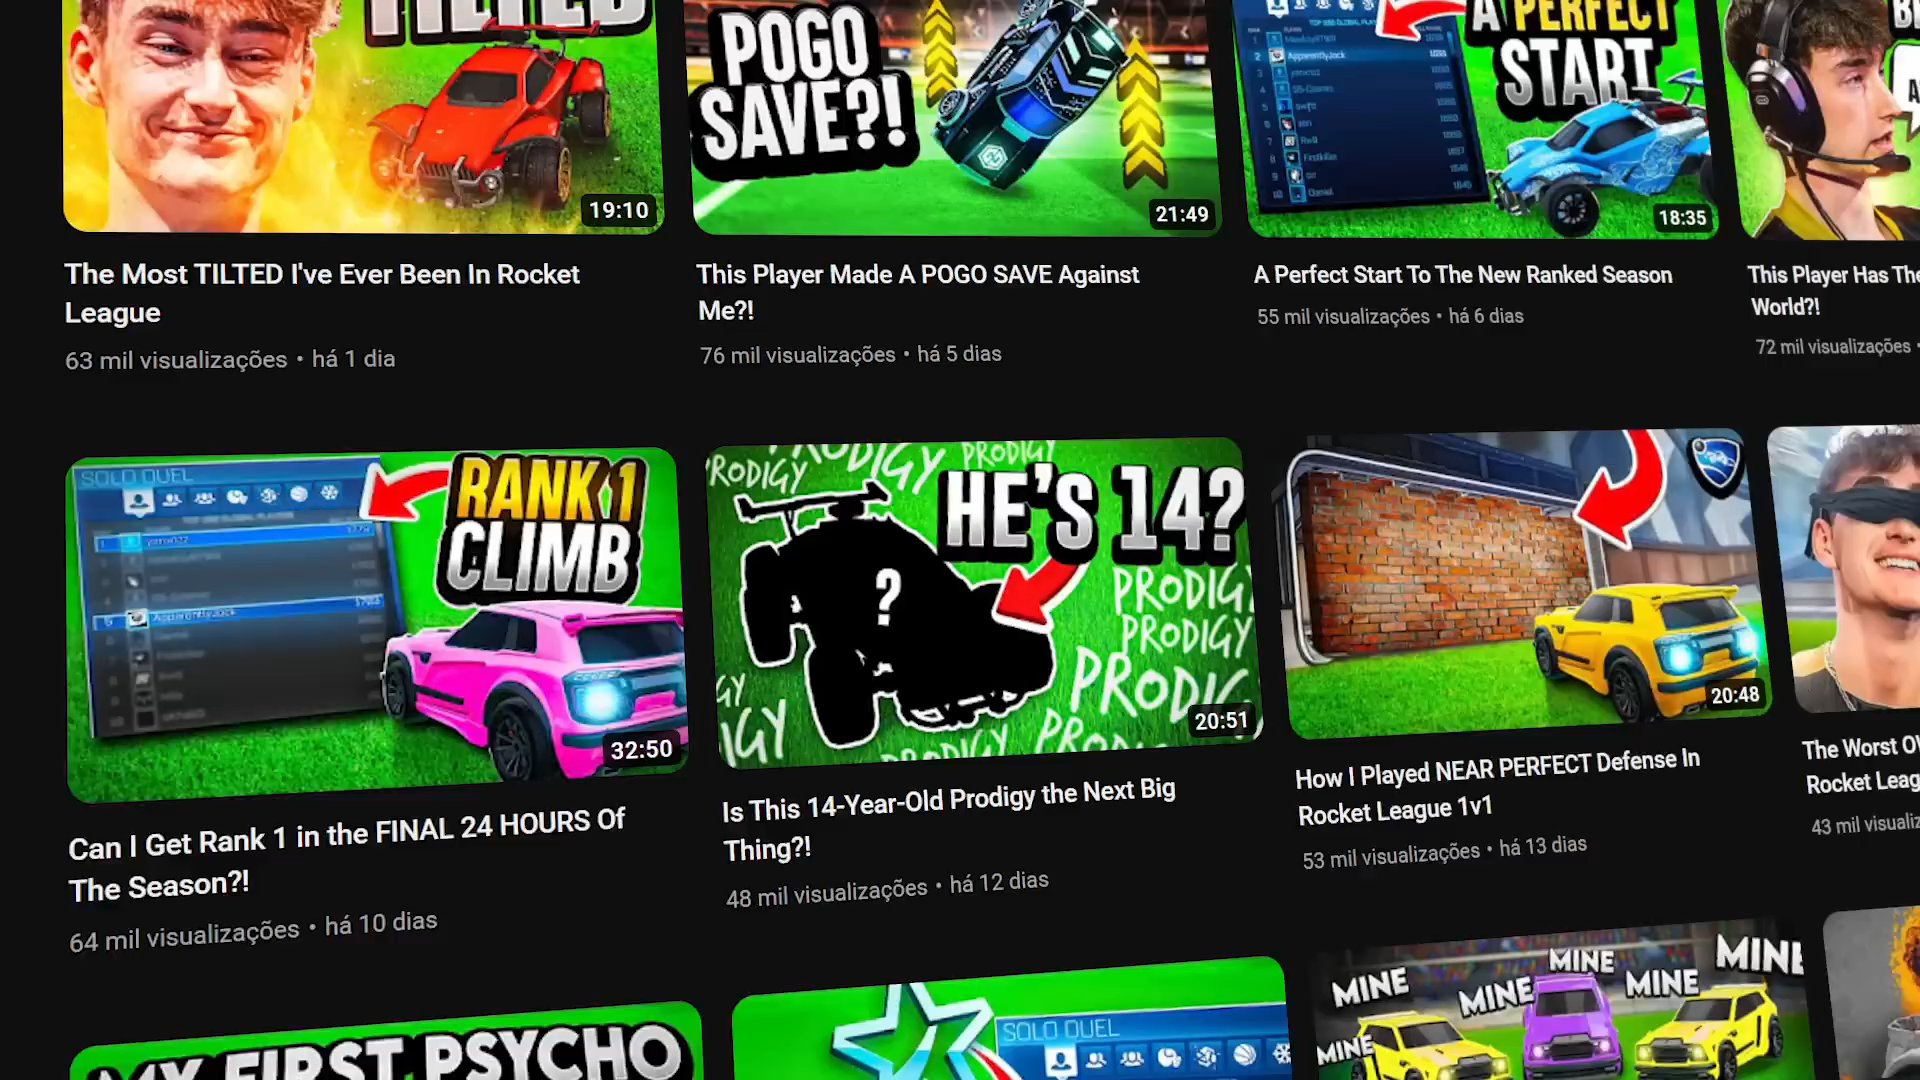 TILTED
19:10
The Most TILTED I've Ever Been In Rocket
League
63 mil visualizações • há 1 dia
POGO
SAVE?!
21:49
This Player Made A POGO SAVE Against
Me?!
76 mil visualizações • há 5 dias
A PERFECT
START
ApparentlyJack
18:35
A Perfect Start To The New Ranked Season
55 mil visualizações • há 6 dias
This Player Has The
World?!
72 mil visualizações
SOLO DUEL
RANK 1
CLIMB
ApparentlyJack
32:50
Can I Get Rank 1 in the FINAL 24 HOURS Of
The Season?!
64 mil visualizações • há 10 dias
PRODIGY PRODIGY PRODIGY
HE'S 14?
?
PRODIGY
PRODIGY
PRODIGY
20:51
Is This 14-Year-Old Prodigy the Next Big
Thing?!
48 mil visualizações • há 12 dias
20:48
How I Played NEAR PERFECT Defense In
Rocket League 1v1
53 mil visualizações • há 13 dias
The Worst
Rocket Leag
43 mil visualiz
MY FIRST PSYCHO
SOLO DUEL
MINE
MINE
MINE
MINE
MINE
MINE